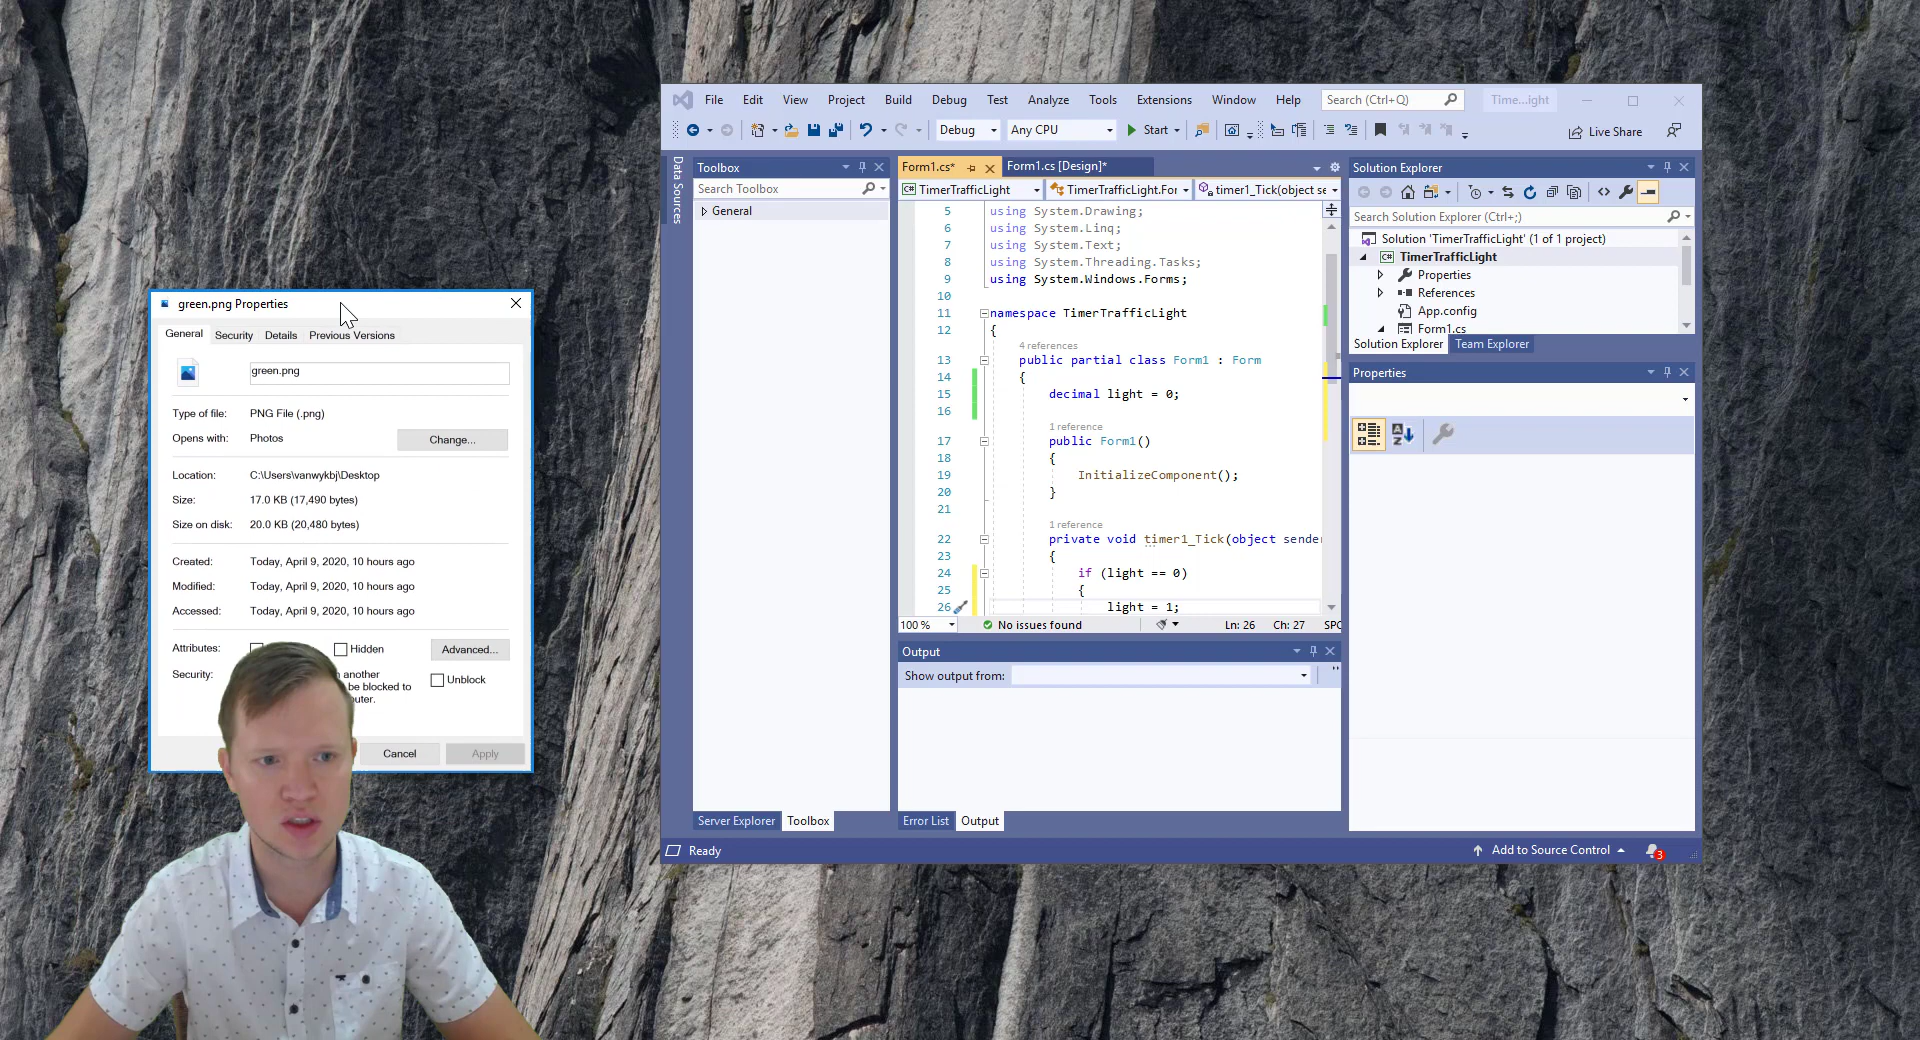 green.png Properties
General Security Details Previous Versions
green.png
Type of file: PNG File (.png)
Opens with: Photos Change...
Location: C:\Users\vanwykbj\Desktop
Size: 17.0 KB (17,490 bytes)
Size on disk: 20.0 KB (20,480 bytes)
Created: Today, April 9, 2020, 10 hours ago
Modified: Today, April 9, 2020, 10 hours ago
Accessed: Today, April 9, 2020, 10 hours ago
Attributes: Hidden Advanced...
Security: another
be blocked to Unblock
Cancel Apply
File Edit View Project Build Debug Test Analyze Tools Extensions Window Help Search (Ctrl+Q) Time...ight
Debug Any CPU Start Live Share
Data Sources
Toolbox
Search Toolbox
General
Form1.cs* Form1.cs [Design]*
TimerTrafficLight TimerTrafficLight.For timer1_Tick(object se
5 using System.Drawing;
6 using System.Linq;
7 using System.Text;
8 using System.Threading.Tasks;
9 using System.Windows.Forms;
10
11 namespace TimerTrafficLight
12 {
4 references
13 public partial class Form1 : Form
14 {
15 decimal light = 0;
16
1 reference
17 public Form1()
18 {
19 InitializeComponent();
20 }
21
1 reference
22 private void timer1_Tick(object sende
23 {
24 if (light == 0)
25 {
26 light = 1;
100 % No issues found Ln: 26 Ch: 27 SPC
Output
Show output from:
Server Explorer Toolbox
Error List Output
Solution Explorer
Search Solution Explorer (Ctrl+;)
Solution 'TimerTrafficLight' (1 of 1 project)
TimerTrafficLight
Properties
References
App.config
Form1.cs
Solution Explorer Team Explorer
Properties
Ready Add to Source Control 3